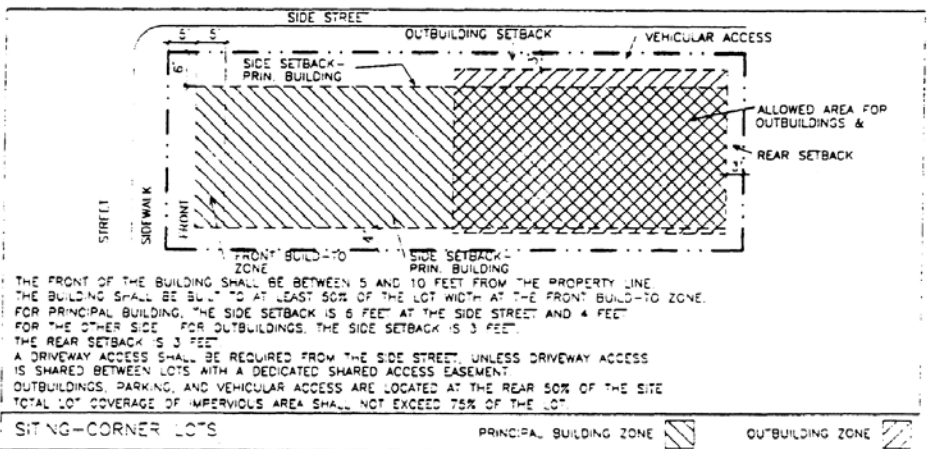 SIDE STREET
OUTBUILDING SETBACK
VEHICULAR ACCESS
5' 5'
SIDE SETBACK-
PRIN. BUILDING
6'
ALLOWED AREA FOR
OUTBUILDINGS &
REAR SETBACK
STREET
SIDEWALK
FRONT
4'
FRONT BUILD-TO
ZONE
SIDE SETBACK-
PRIN. BUILDING
THE FRONT OF THE BUILDING SHALL BE BETWEEN 5 AND 10 FEET FROM THE PROPERTY LINE.
THE BUILDING SHALL BE BUILT TO AT LEAST 50% OF THE LOT WIDTH AT THE FRONT BUILD-TO ZONE.
FOR PRINCIPAL BUILDING, THE SIDE SETBACK IS 6 FEET AT THE SIDE STREET AND 4 FEET
FOR THE OTHER SIDE. FOR OUTBUILDINGS, THE SIDE SETBACK IS 3 FEET.
THE REAR SETBACK IS 3 FEET
A DRIVEWAY ACCESS SHALL BE REQUIRED FROM THE SIDE STREET, UNLESS DRIVEWAY ACCESS
IS SHARED BETWEEN LOTS WITH A DEDICATED SHARED ACCESS EASEMENT.
OUTBUILDINGS, PARKING, AND VEHICULAR ACCESS ARE LOCATED AT THE REAR 50% OF THE SITE
TOTAL LOT COVERAGE OF IMPERVIOUS AREA SHALL NOT EXCEED 75% OF THE LOT.
SITING-CORNER LOTS
PRINCIPAL BUILDING ZONE
OUTBUILDING ZONE